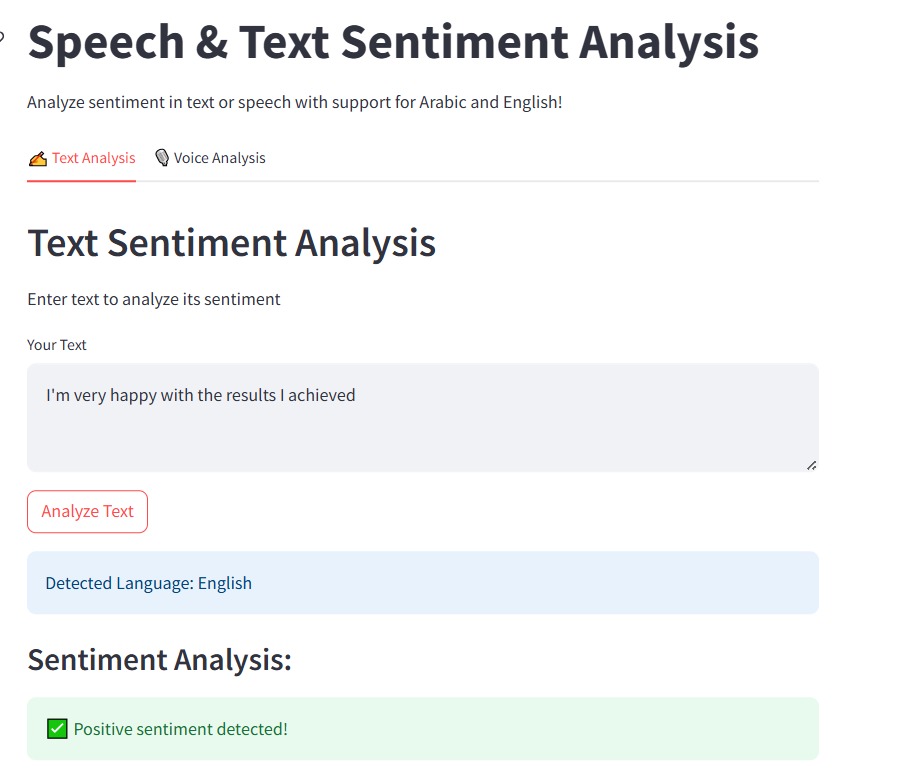 Speech & Text Sentiment Analysis
Analyze sentiment in text or speech with support for Arabic and English!
Text Analysis
Voice Analysis
Text Sentiment Analysis
Enter text to analyze its sentiment
Your Text
I'm very happy with the results I achieved
Analyze Text
Detected Language: English
Sentiment Analysis:
Positive sentiment detected!